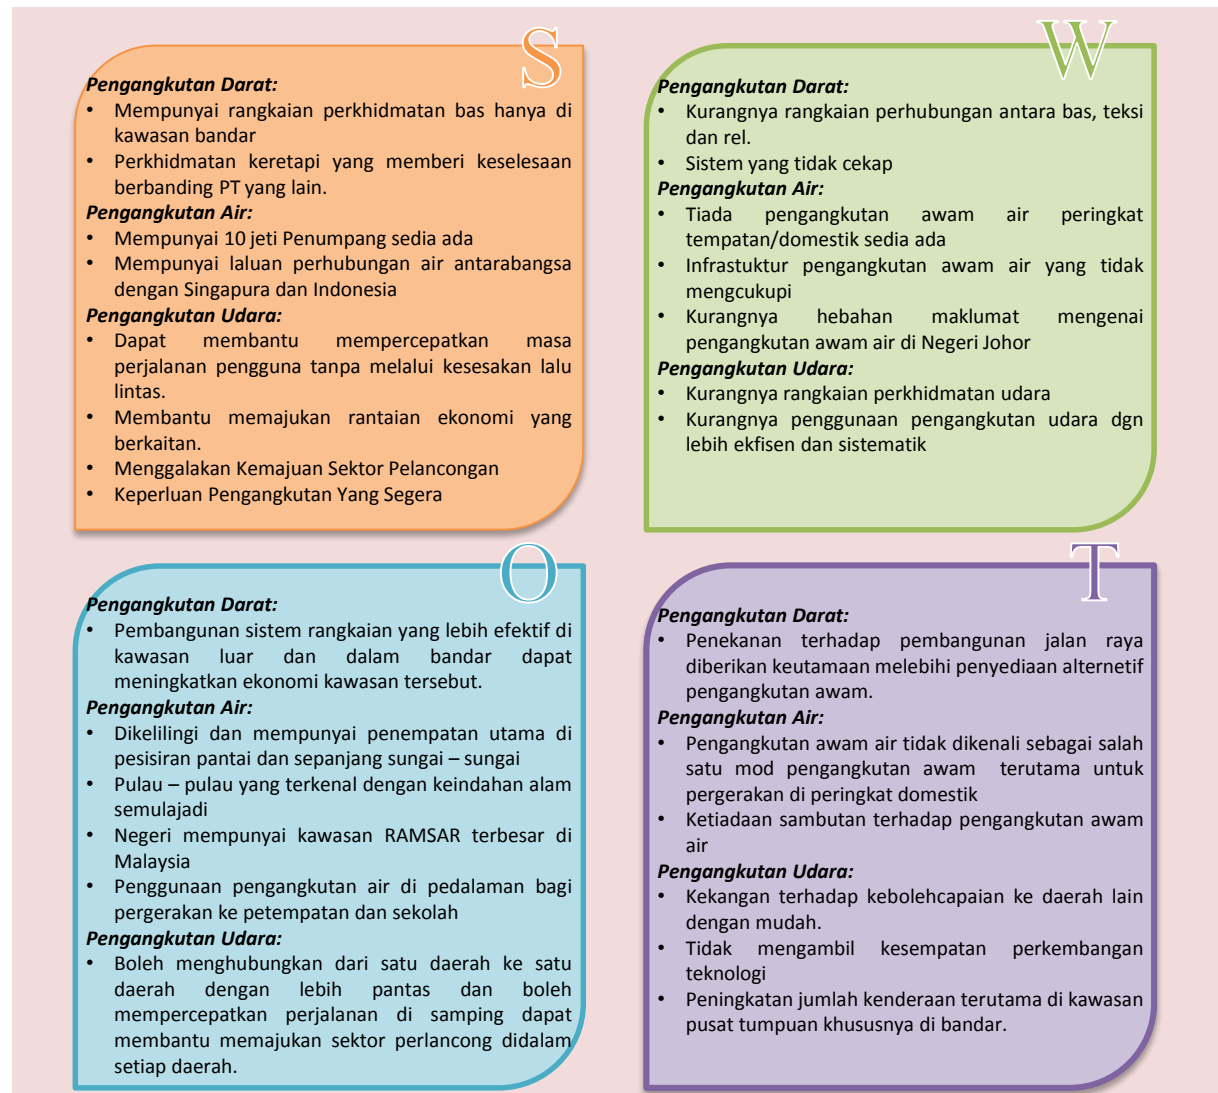 S
Pengangkutan Darat:
• Mempunyai rangkaian perkhidmatan bas hanya di
kawasan bandar
• Perkhidmatan keretapi yang memberi keselesaan
berbanding PT yang lain.
Pengangkutan Air:
• Mempunyai 10 jeti Penumpang sedia ada
• Mempunyai laluan perhubungan air antarabangsa
dengan Singapura dan Indonesia
Pengangkutan Udara:
• Dapat membantu mempercepatkan masa
perjalanan pengguna tanpa melalui kesesakan lalu
lintas.
• Membantu memajukan rantaian ekonomi yang
berkaitan.
• Menggalakan Kemajuan Sektor Pelancongan
• Keperluan Pengangkutan Yang Segera
W
Pengangkutan Darat:
• Kurangnya rangkaian perhubungan antara bas, teksi
dan rel.
• Sistem yang tidak cekap
Pengangkutan Air:
• Tiada pengangkutan awam air peringkat
tempatan/domestik sedia ada
• Infrastuktur pengangkutan awam air yang tidak
mengcukupi
• Kurangnya hebahan maklumat mengenai
pengangkutan awam air di Negeri Johor
Pengangkutan Udara:
• Kurangnya rangkaian perkhidmatan udara
• Kurangnya penggunaan pengangkutan udara dgn
lebih ekfisen dan sistematik
O
Pengangkutan Darat:
• Pembangunan sistem rangkaian yang lebih efektif di
kawasan luar dan dalam bandar dapat
meningkatkan ekonomi kawasan tersebut.
Pengangkutan Air:
• Dikelilingi dan mempunyai penempatan utama di
pesisiran pantai dan sepanjang sungai – sungai
• Pulau – pulau yang terkenal dengan keindahan alam
semulajadi
• Negeri mempunyai kawasan RAMSAR terbesar di
Malaysia
• Penggunaan pengangkutan air di pedalaman bagi
pergerakan ke petempatan dan sekolah
Pengangkutan Udara:
• Boleh menghubungkan dari satu daerah ke satu
daerah dengan lebih pantas dan boleh
mempercepatkan perjalanan di samping dapat
membantu memajukan sektor perlancong didalam
setiap daerah.
T
Pengangkutan Darat:
• Penekanan terhadap pembangunan jalan raya
diberikan keutamaan melebihi penyediaan alternetif
pengangkutan awam.
Pengangkutan Air:
• Pengangkutan awam air tidak dikenali sebagai salah
satu mod pengangkutan awam terutama untuk
pergerakan di peringkat domestik
• Ketiadaan sambutan terhadap pengangkutan awam
air
Pengangkutan Udara:
• Kekangan terhadap kebolehcapaian ke daerah lain
dengan mudah.
• Tidak mengambil kesempatan perkembangan
teknologi
• Peningkatan jumlah kenderaan terutama di kawasan
pusat tumpuan khususnya di bandar.